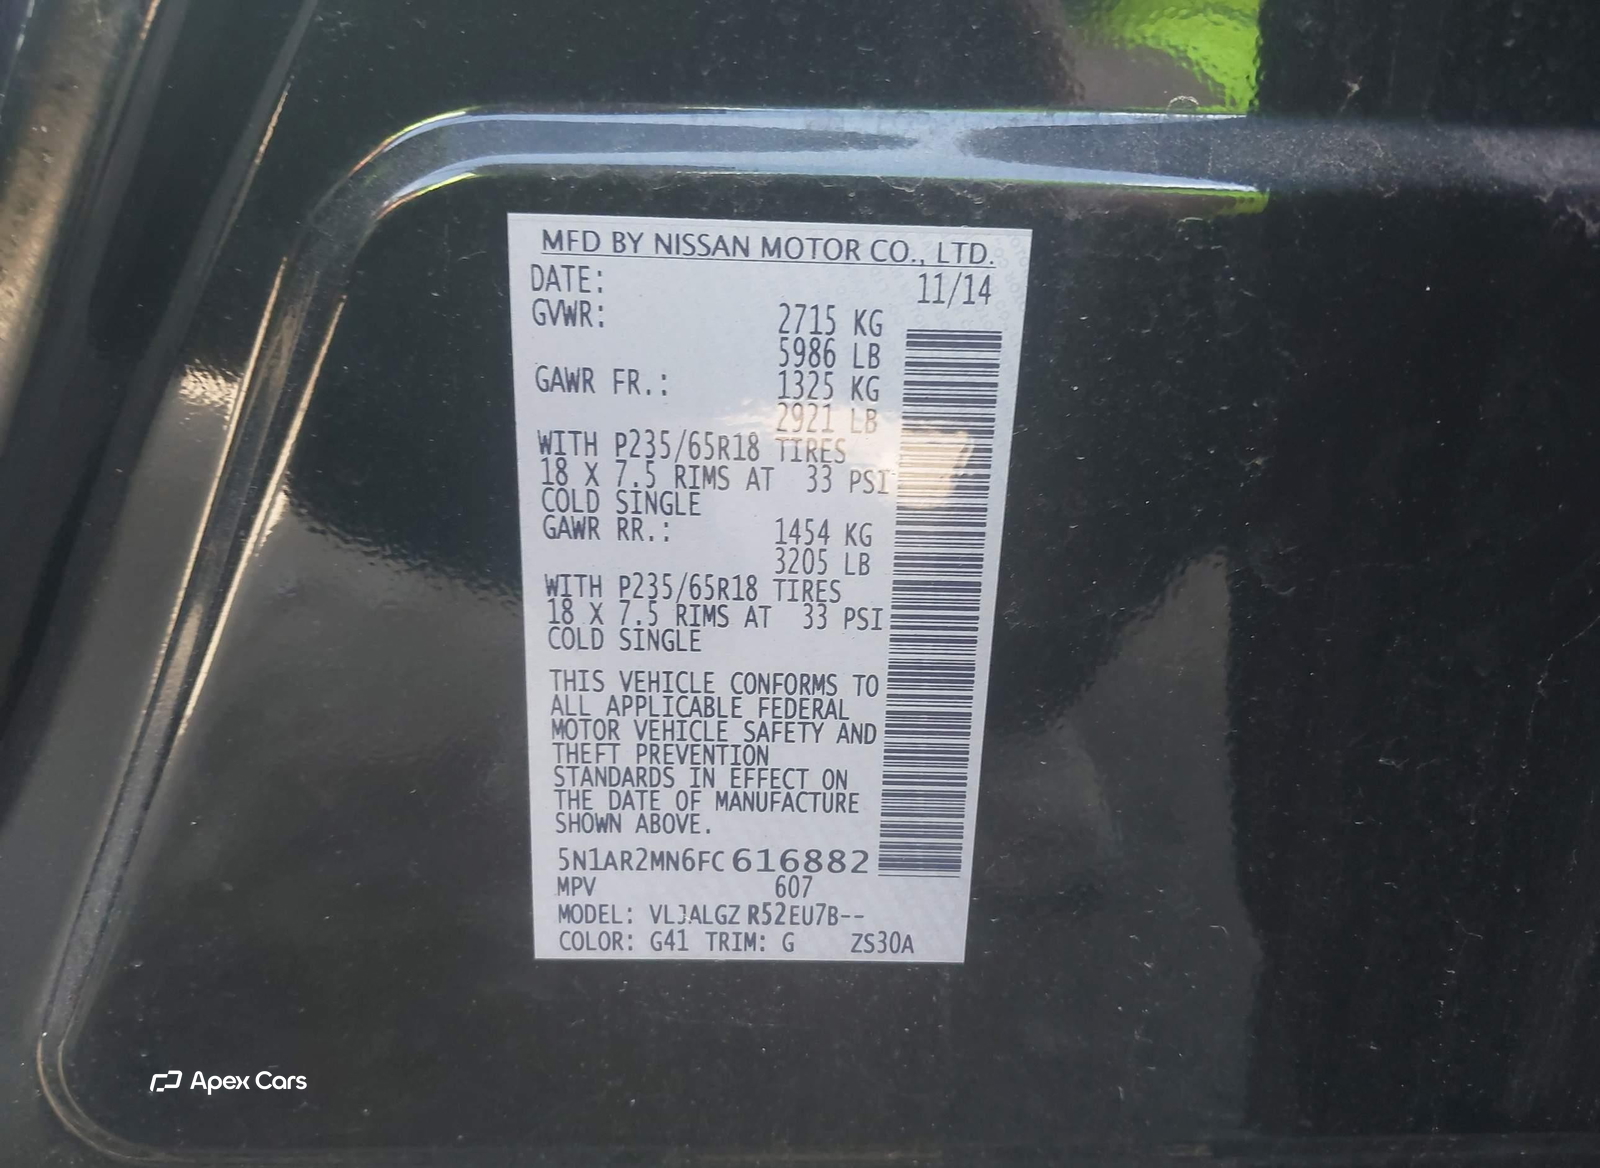 MFD BY NISSAN MOTOR CO., LTD.
DATE: 11/14
GVWR: 2715 KG
5986 LB
GAWR FR.: 1325 KG
2921 LB
WITH P235/65R18 TIRES
18 X 7.5 RIMS AT 33 PSI
COLD SINGLE
GAWR RR.: 1454 KG
3205 LB
WITH P235/65R18 TIRES
18 X 7.5 RIMS AT 33 PSI
COLD SINGLE
THIS VEHICLE CONFORMS TO
ALL APPLICABLE FEDERAL
MOTOR VEHICLE SAFETY AND
THEFT PREVENTION
STANDARDS IN EFFECT ON
THE DATE OF MANUFACTURE
SHOWN ABOVE.
5N1AR2MN6FC616882
MPV 607
MODEL: VLJALGZ R52EU7B--
COLOR: G41 TRIM: G ZS30A
Apex Cars